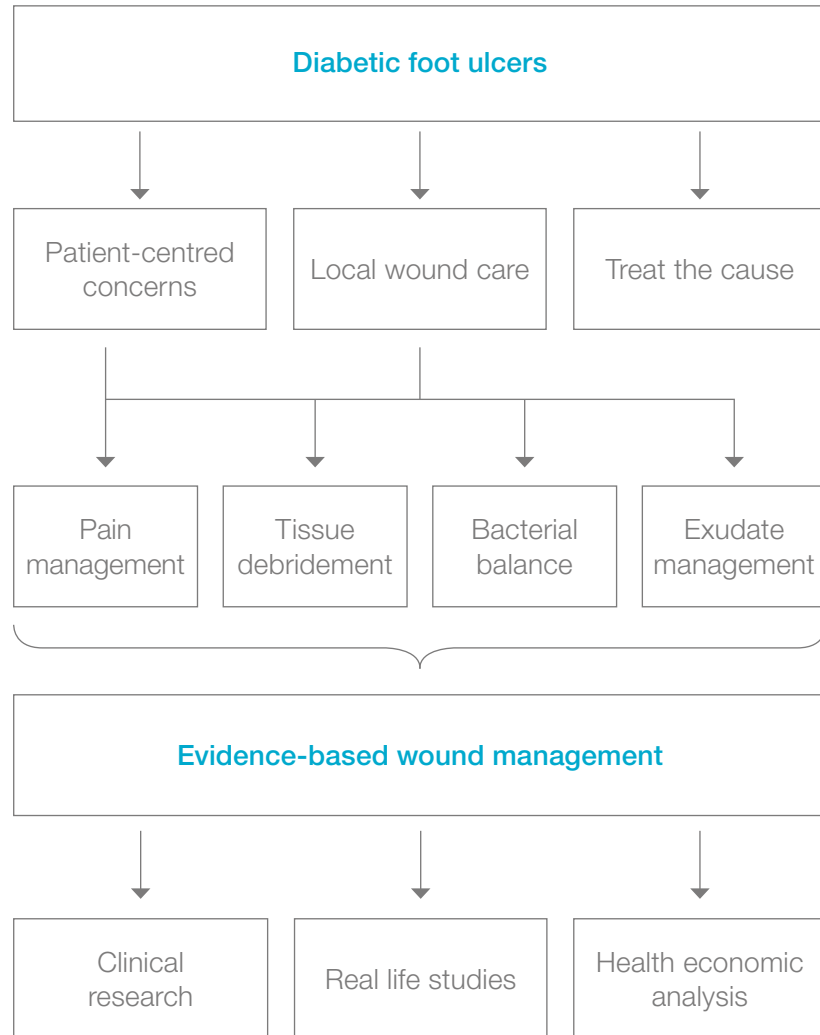 Diabetic foot ulcers
Patient-centred
concerns
Local wound care
Treat the cause
Pain
management
Tissue
debridement
Bacterial
balance
Exudate
management
Evidence-based wound management
Clinical
research
Real life studies
Health economic
analysis